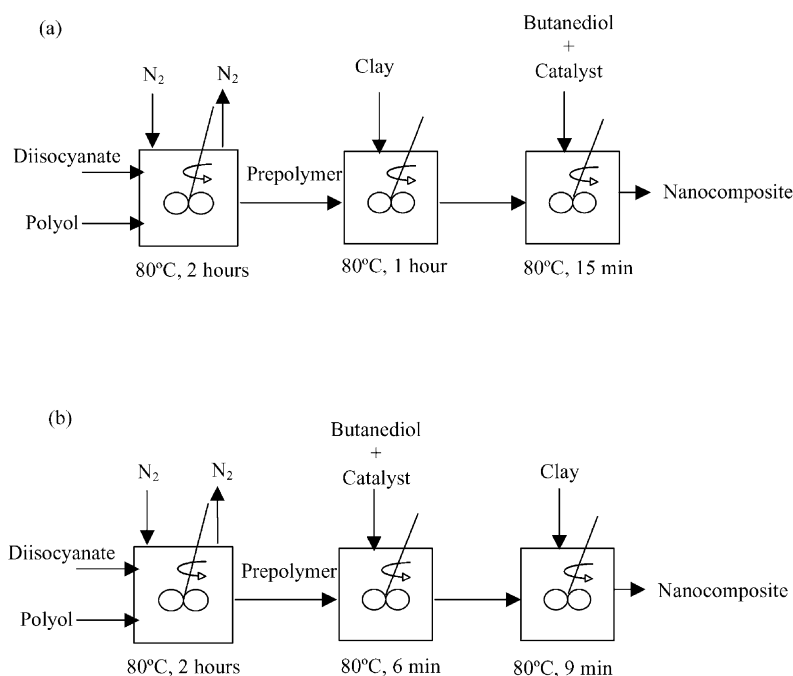 (a)
N₂
N₂
Clay
Butanediol
+
Catalyst
Diisocyanate
Polyol
Prepolymer
Nanocomposite
80ºC, 2 hours
80ºC, 1 hour
80ºC, 15 min
(b)
N₂
N₂
Butanediol
+
Catalyst
Clay
Diisocyanate
Polyol
Prepolymer
Nanocomposite
80ºC, 2 hours
80ºC, 6 min
80ºC, 9 min